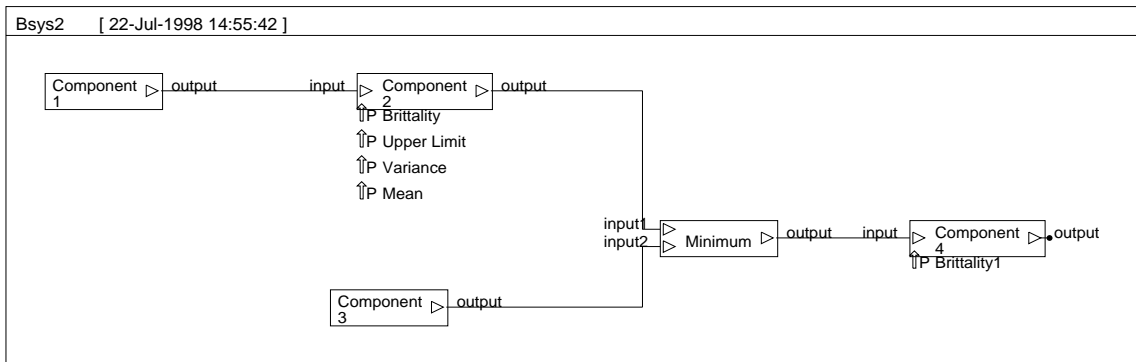 Bsys2 [ 22-Jul-1998 14:55:42 ]
Component 1
output
input
Component 2
output
P Brittality
P Upper Limit
P Variance
P Mean
input1
input2
Minimum
output
input
Component 4
output
P Brittality1
Component 3
output